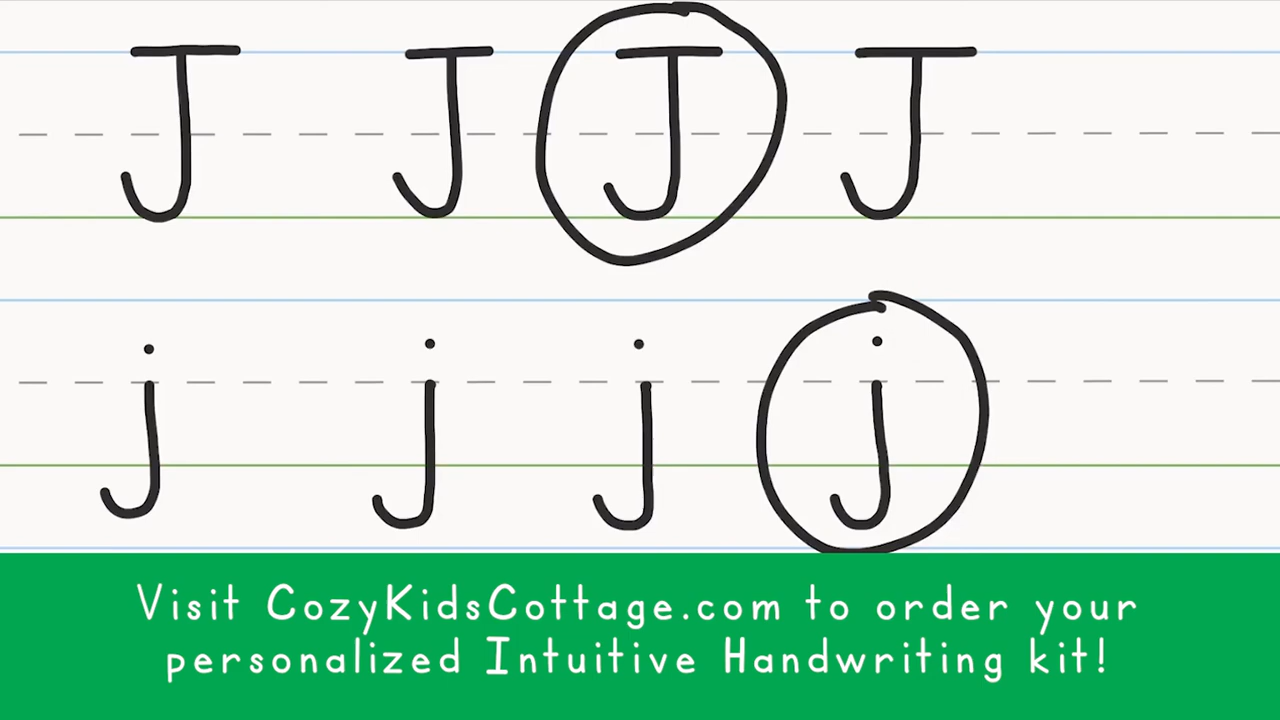 J J J J
j j j j
Visit CozyKidsCottage.com to order your
personalized Intuitive Handwriting kit!